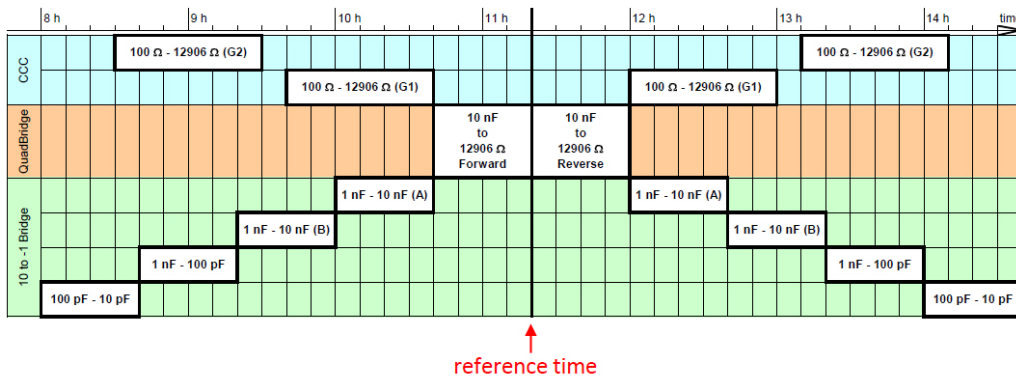 8 h 9 h 10 h 11 h 12 h 13 h 14 h time
CCC
100 Ω - 12906 Ω (G2)
100 Ω - 12906 Ω (G2)
100 Ω - 12906 Ω (G1)
100 Ω - 12906 Ω (G1)
QuadBridge
10 nF
to
12906 Ω
Forward
10 nF
to
12906 Ω
Reverse
10 to -1 Bridge
1 nF - 10 nF (A)
1 nF - 10 nF (A)
1 nF - 10 nF (B)
1 nF - 10 nF (B)
1 nF - 100 pF
1 nF - 100 pF
100 pF - 10 pF
100 pF - 10 pF
reference time